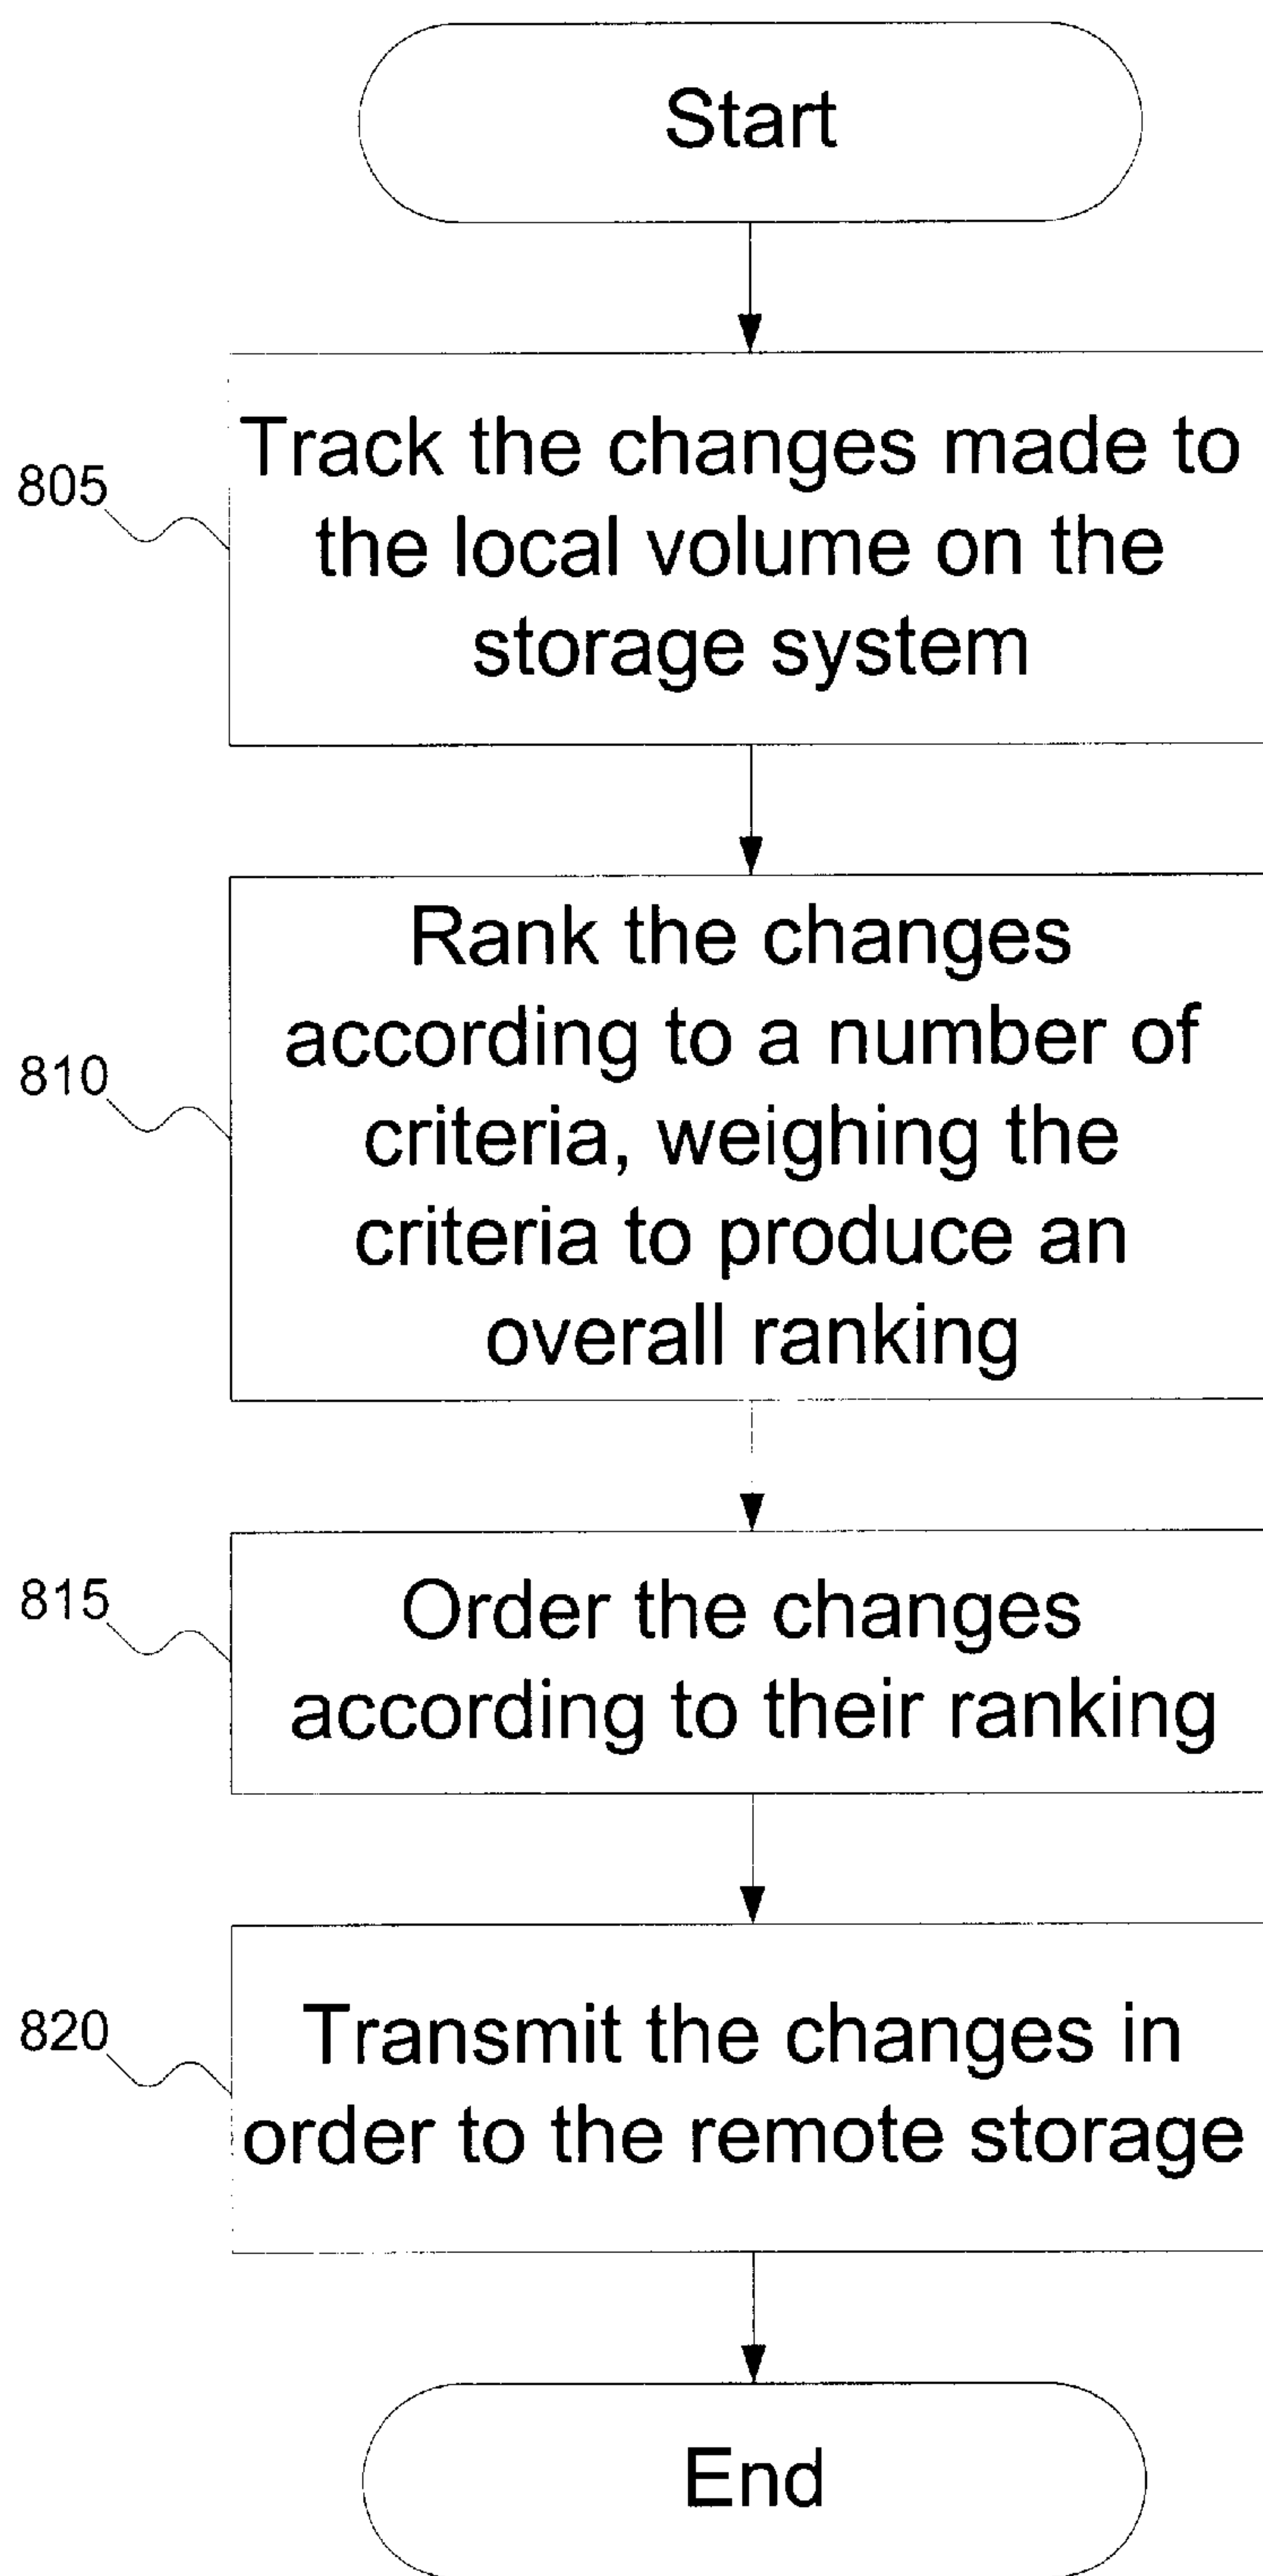 Start
805
Track the changes made to
the local volume on the
storage system
810
Rank the changes
according to a number of
criteria, weighing the
criteria to produce an
overall ranking
815
Order the changes
according to their ranking
820
Transmit the changes in
order to the remote storage
End